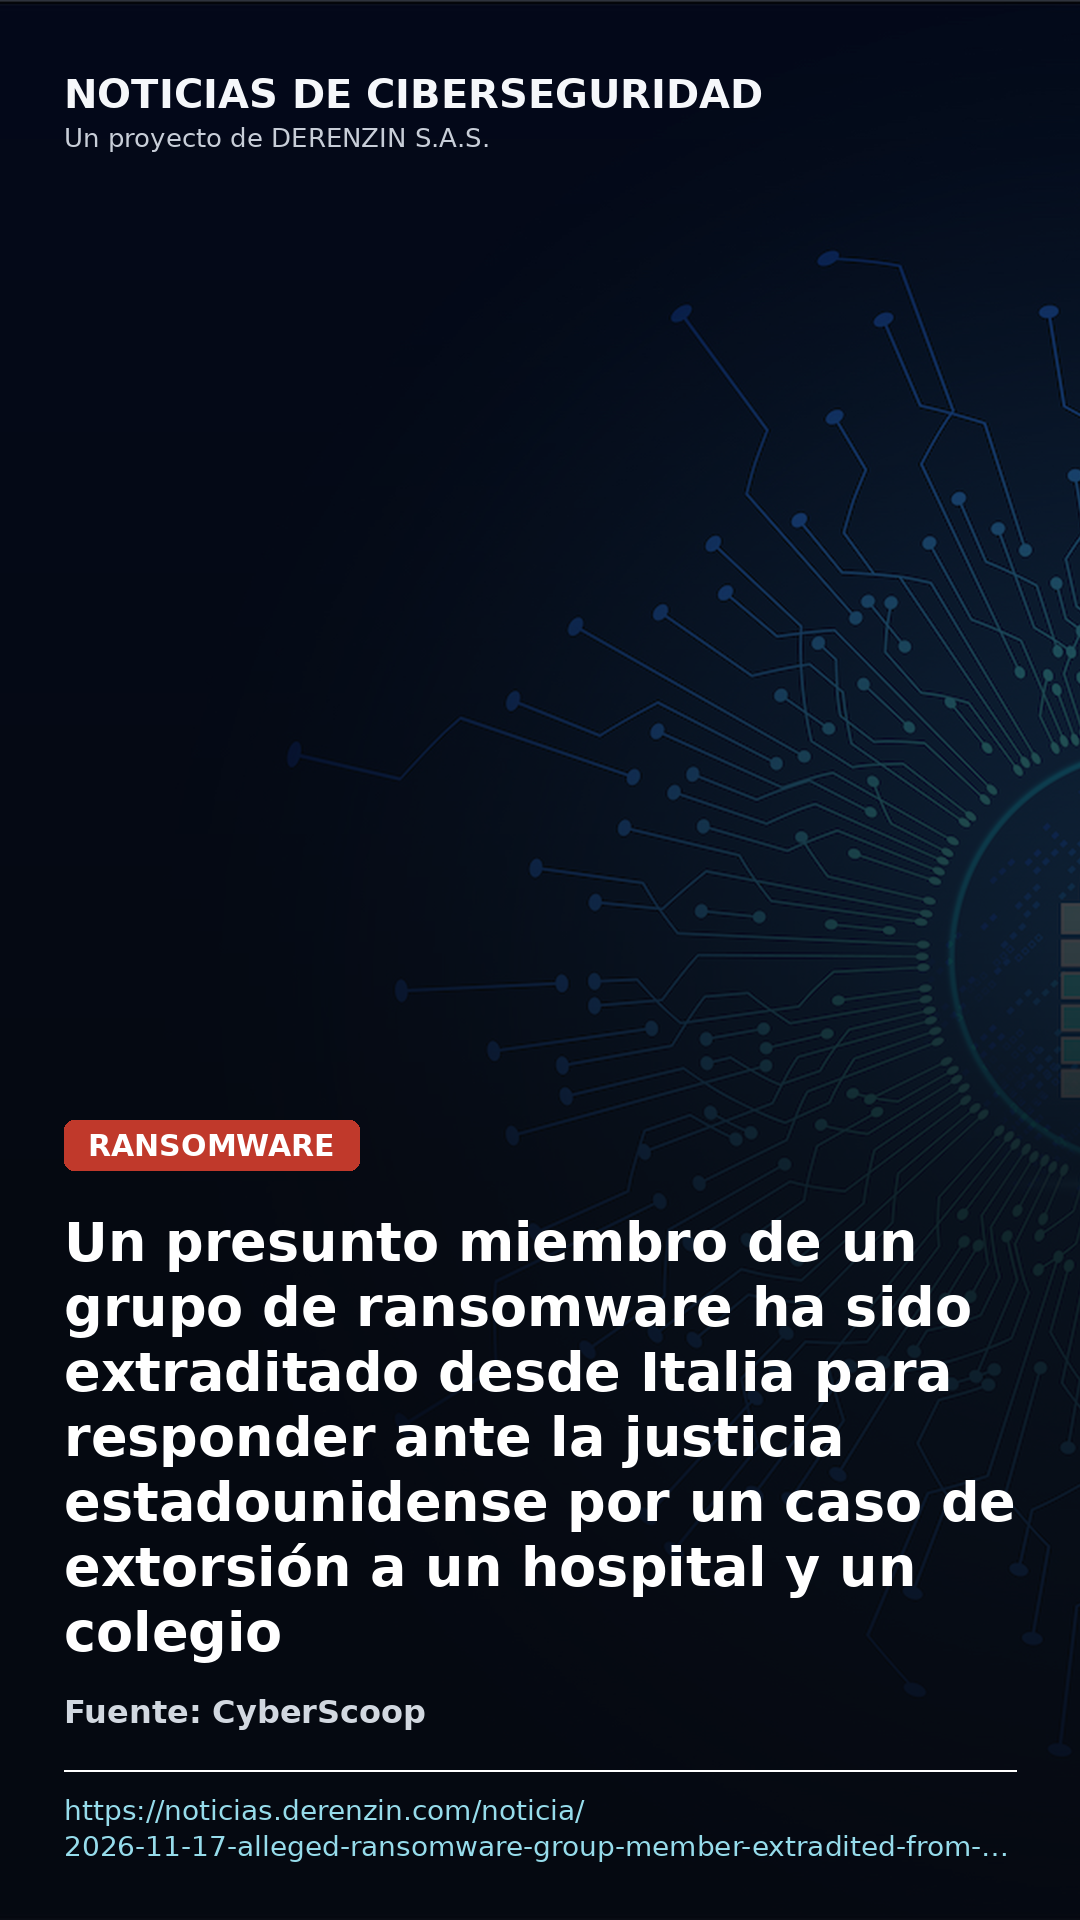 NOTICIAS DE CIBERSEGURIDAD
Un proyecto de DERENZIN S.A.S.
RANSOMWARE
Un presunto miembro de un
grupo de ransomware ha sido
extraditado desde Italia para
responder ante la justicia
estadounidense por un caso de
extorsión a un hospital y un
colegio
Fuente: CyberScoop
https://noticias.derenzin.com/noticia/
2026-11-17-alleged-ransomware-group-member-extradited-from-...